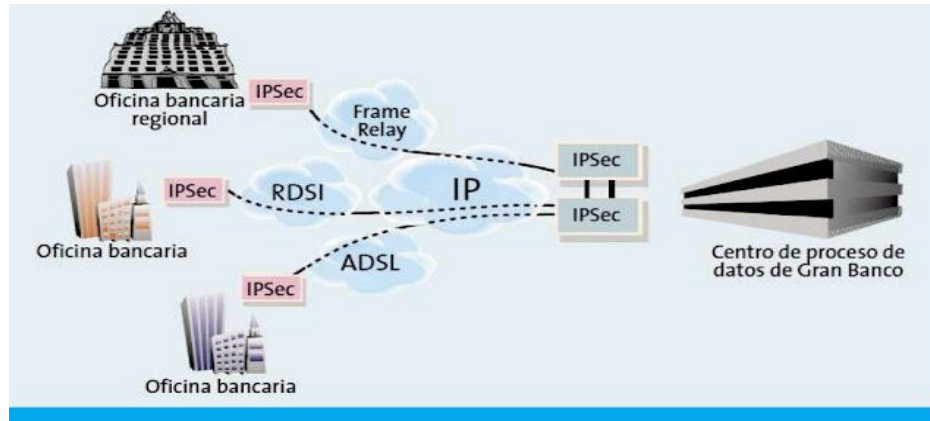 Oficina bancaria
regional
IPSec
Frame
Relay
IPSec
IPSec
RDSI
IP
IPSec
Oficina bancaria
ADSL
Centro de proceso de
datos de Gran Banco
IPSec
Oficina bancaria